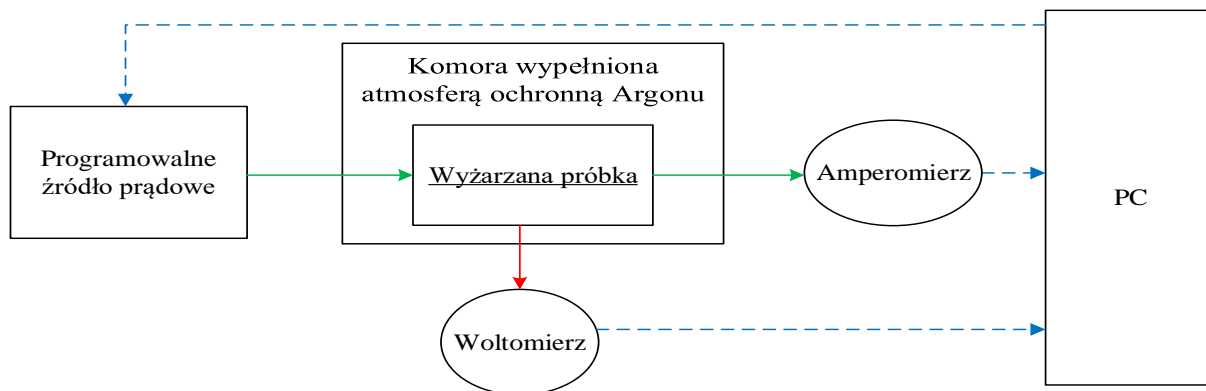 Komora wypełniona
atmosferą ochronną Argonu
Programowalne
źródło prądowe
Wyżarzana próbka
Amperomierz
PC
Woltomierz